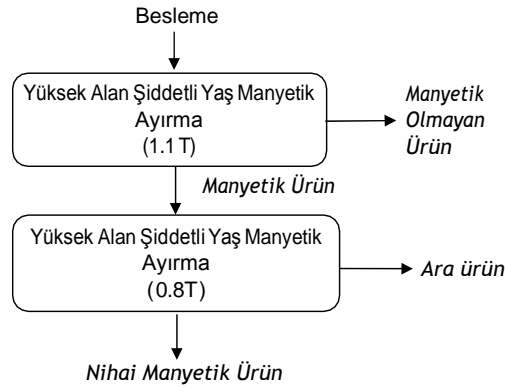 Besleme
Yüksek Alan Şiddetli Yaş Manyetik
Ayırma
(1.1 T)
Manyetik
Olmayan
Ürün
Manyetik Ürün
Yüksek Alan Şiddetli Yaş Manyetik
Ayırma
(0.8T)
Ara ürün
Nihai Manyetik Ürün